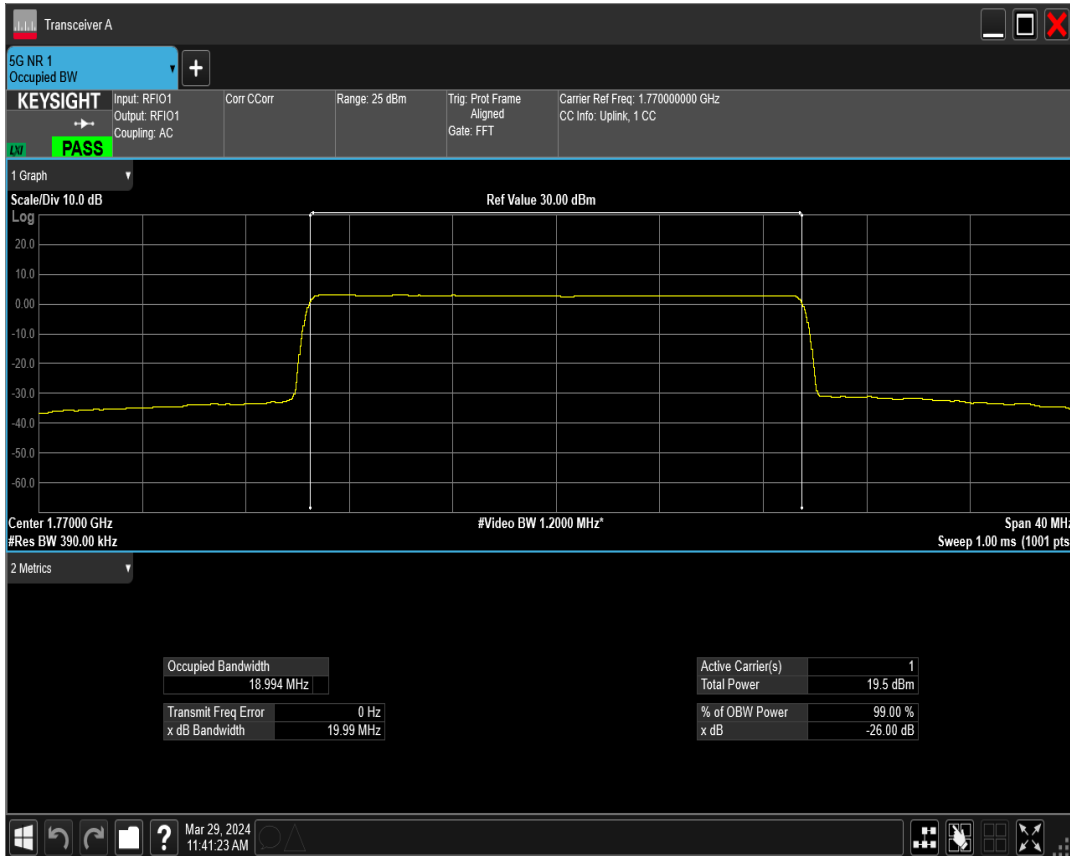 Transceiver A
5G NR 1
Occupied BW
KEYSIGHT
LXI
PASS
Input: RFIO1
Output: RFIO1
Coupling: AC
Corr CCorr
Range: 25 dBm
Trig: Prot Frame
Aligned
Gate: FFT
Carrier Ref Freq: 1.770000000 GHz
CC Info: Uplink, 1 CC
1 Graph
Scale/Div 10.0 dB
Ref Value 30.00 dBm
Log
20.0
10.0
0.00
-10.0
-20.0
-30.0
-40.0
-50.0
-60.0
Center 1.77000 GHz
#Video BW 1.2000 MHz*
Span 40 MHz
#Res BW 390.00 kHz
Sweep 1.00 ms (1001 pts
2 Metrics
Occupied Bandwidth
18.994 MHz
Transmit Freq Error 0 Hz
x dB Bandwidth 19.99 MHz
Active Carrier(s) 1
Total Power 19.5 dBm
% of OBW Power 99.00 %
x dB -26.00 dB
Mar 29, 2024
11:41:23 AM